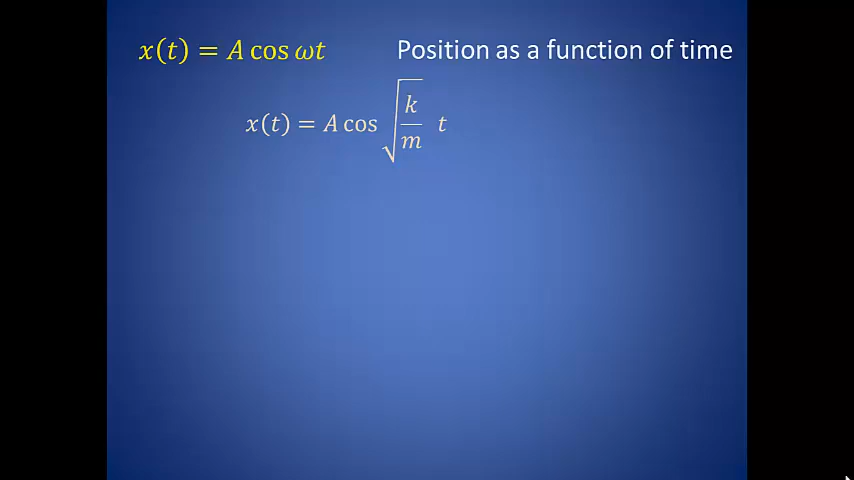 x(t) = A cos ωt Position as a function of time
x(t) = A cos √(k/m) t